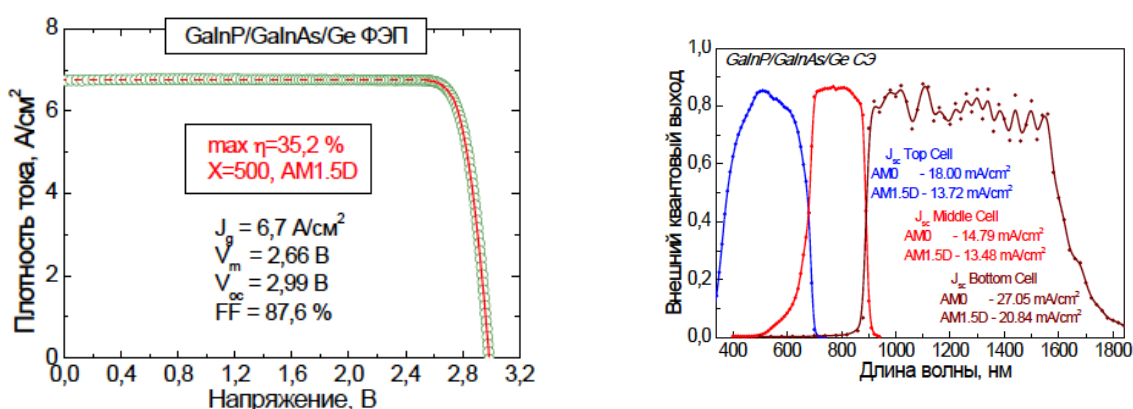 GaInP/GaInAs/Ge ФЭП
Плотность тока, А/см²
8
6
4
2
0
max η=35,2 %
X=500, AM1.5D
J_g = 6,7 А/см²
V_m = 2,66 В
V_oc = 2,99 В
FF = 87,6 %
0,0 0,4 0,8 1,2 1,6 2,0 2,4 2,8 3,2
Напряжение, В
GaInP/GaInAs/Ge СЭ
Внешний квантовый выход
1,0
0,8
0,6
0,4
0,2
0,0
J_sc Top Cell
AM0 - 18.00 mA/cm²
AM1.5D - 13.72 mA/cm²
J_sc Middle Cell
AM0 - 14.79 mA/cm²
AM1.5D - 13.48 mA/cm²
J_sc Bottom Cell
AM0 - 27.05 mA/cm²
AM1.5D - 20.84 mA/cm²
400 600 800 1000 1200 1400 1600 1800
Длина волны, нм